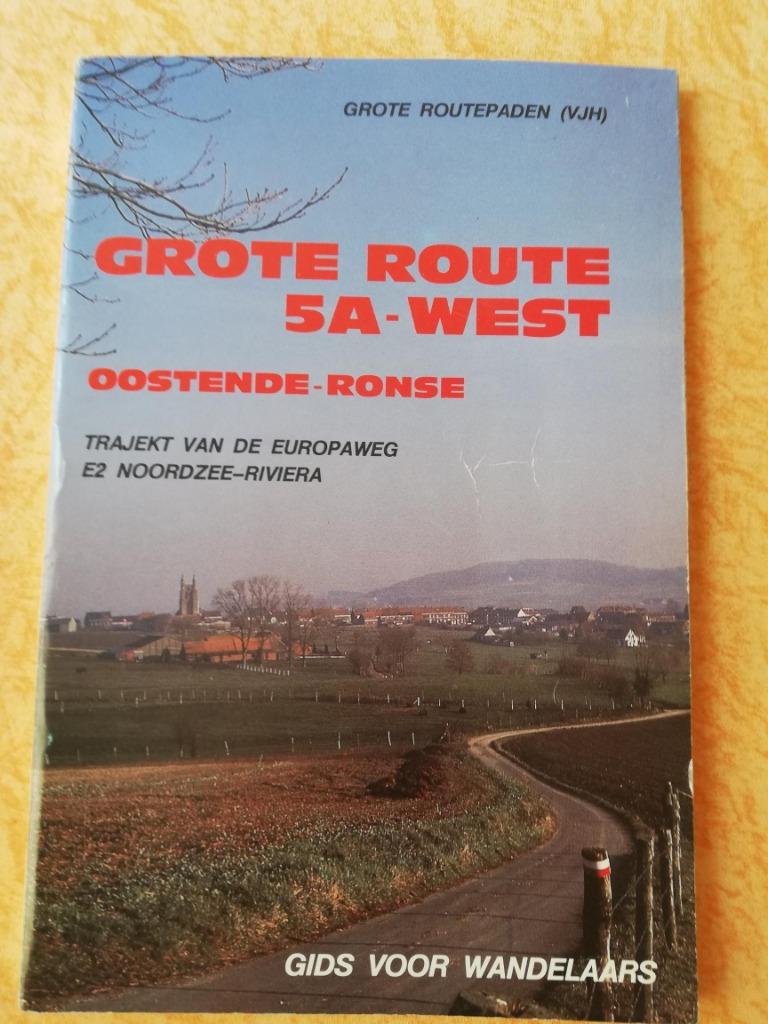 GROTE ROUTEPADEN (VJH)
GROTE ROUTE
5A-WEST
OOSTENDE-RONSE
TRAJEKT VAN DE EUROPAWEG
E2 NOORDZEE-RIVIERA
GIDS VOOR WANDELAARS